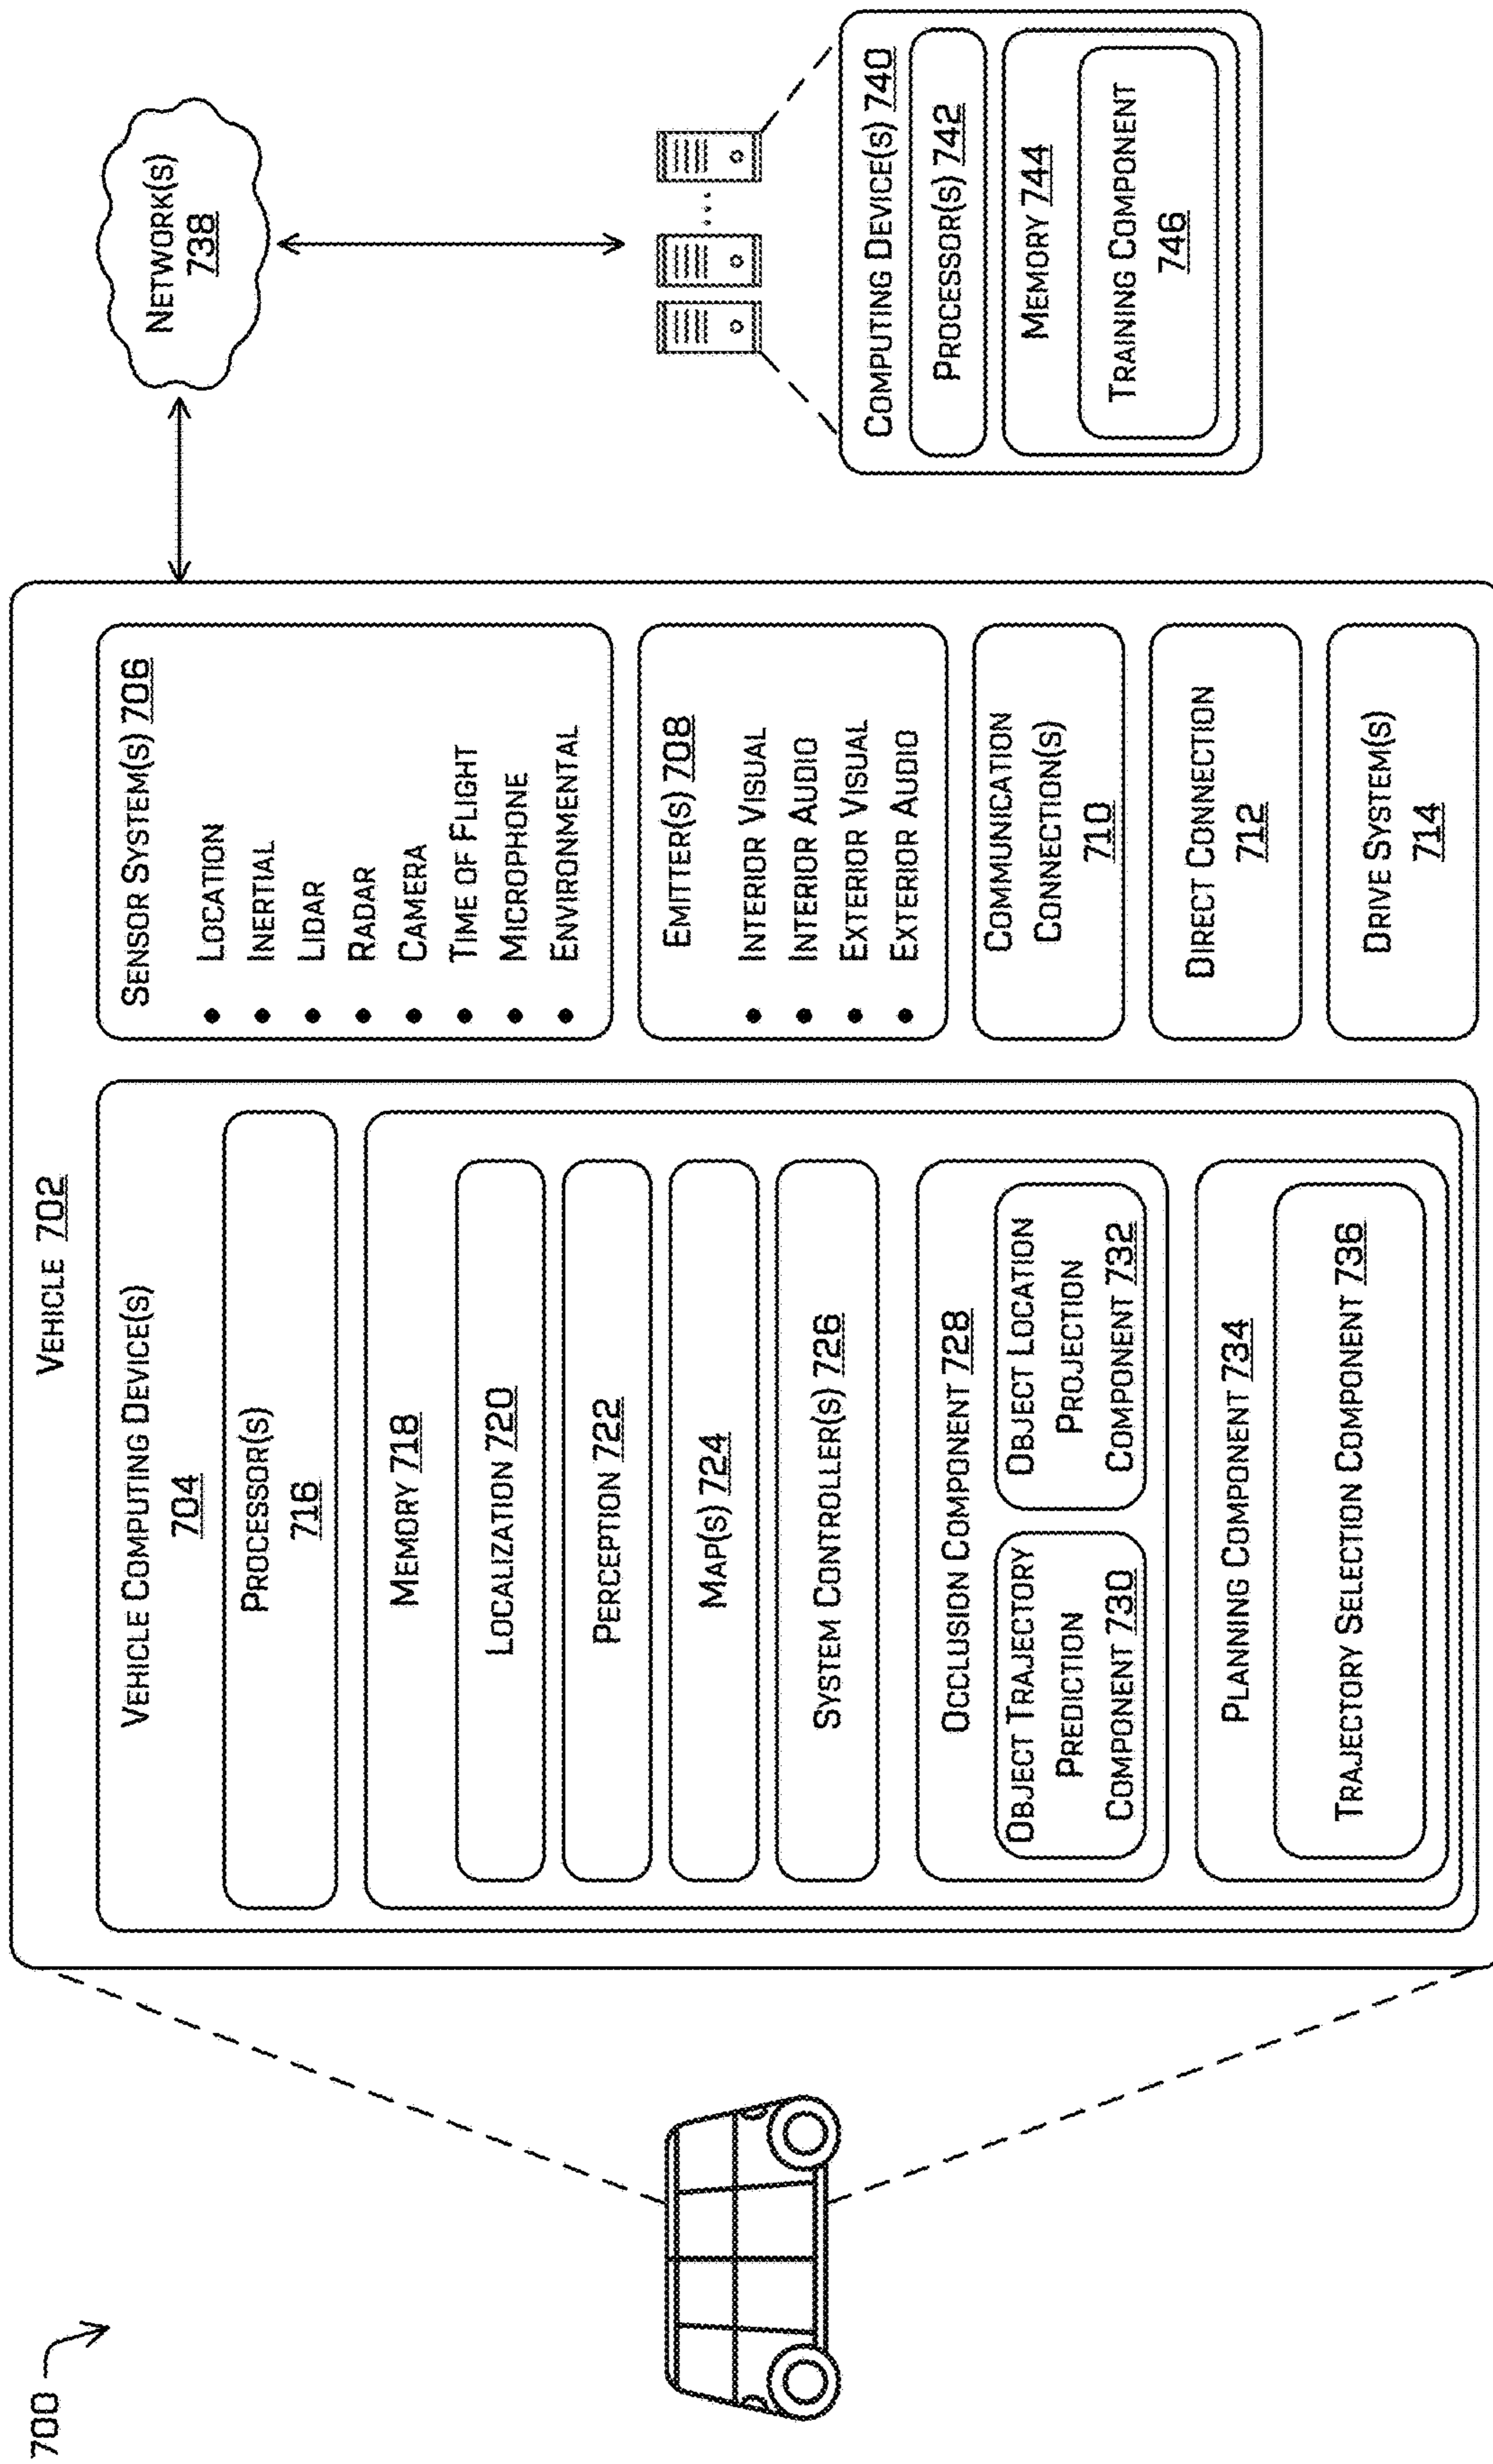 700
VEHICLE 702
VEHICLE COMPUTING DEVICE(S)
704
PROCESSOR(S)
716
MEMORY 718
LOCALIZATION 720
PERCEPTION 722
MAP(S) 724
SYSTEM CONTROLLER(S) 726
OCCLUSION COMPONENT 728
OBJECT TRAJECTORY
PREDICTION
COMPONENT 730
OBJECT LOCATION
PROJECTION
COMPONENT 732
PLANNING COMPONENT 734
TRAJECTORY SELECTION COMPONENT 736
SENSOR SYSTEM(S) 706
• LOCATION
• INERTIAL
• LIDAR
• RADAR
• CAMERA
• TIME OF FLIGHT
• MICROPHONE
• ENVIRONMENTAL
EMITTER(S) 708
• INTERIOR VISUAL
• INTERIOR AUDIO
• EXTERIOR VISUAL
• EXTERIOR AUDIO
COMMUNICATION
CONNECTION(S)
710
DIRECT CONNECTION
712
DRIVE SYSTEM(S)
714
NETWORK(S)
738
COMPUTING DEVICE(S) 740
PROCESSOR(S) 742
MEMORY 744
TRAINING COMPONENT
746